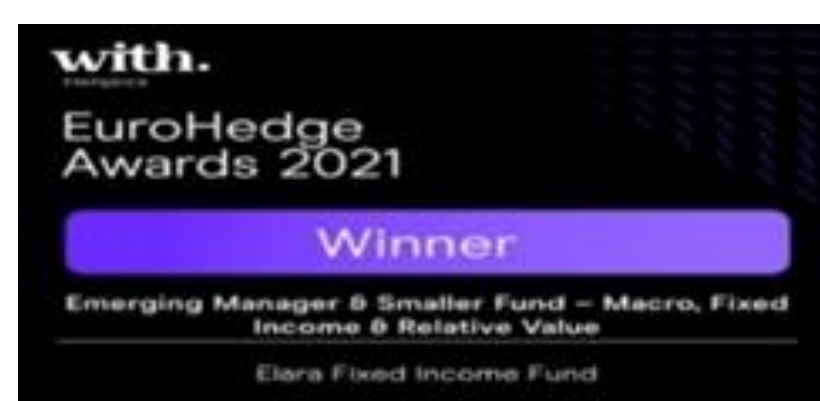 with.
EuroHedge
Awards 2021
Winner
Emerging Manager & Smaller Fund – Macro, Fixed
Income & Relative Value
Elara Fixed Income Fund